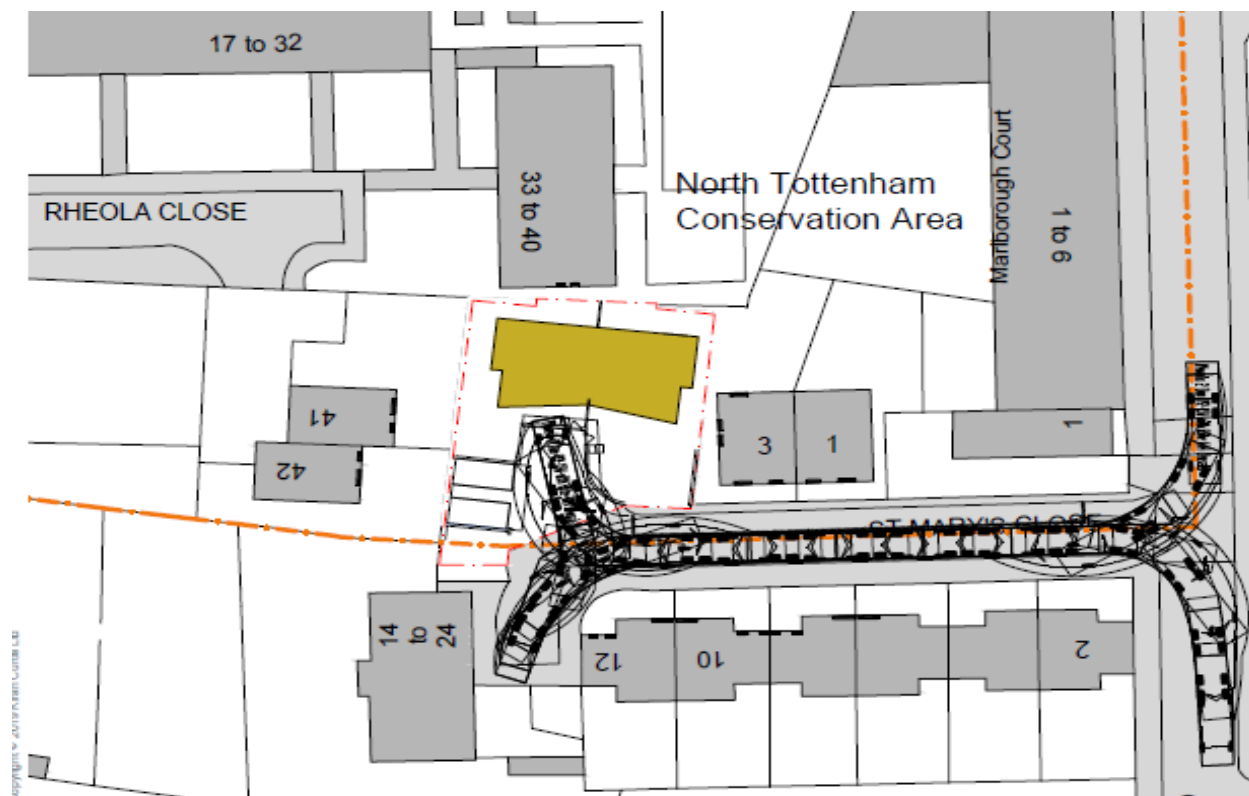 17 to 32
33 to 40
North Tottenham
Conservation Area
Marlborough Court
1 to 6
RHEOLA CLOSE
41
42
3
1
1
ST MARY'S CLOSE
14
to
24
12
10
2